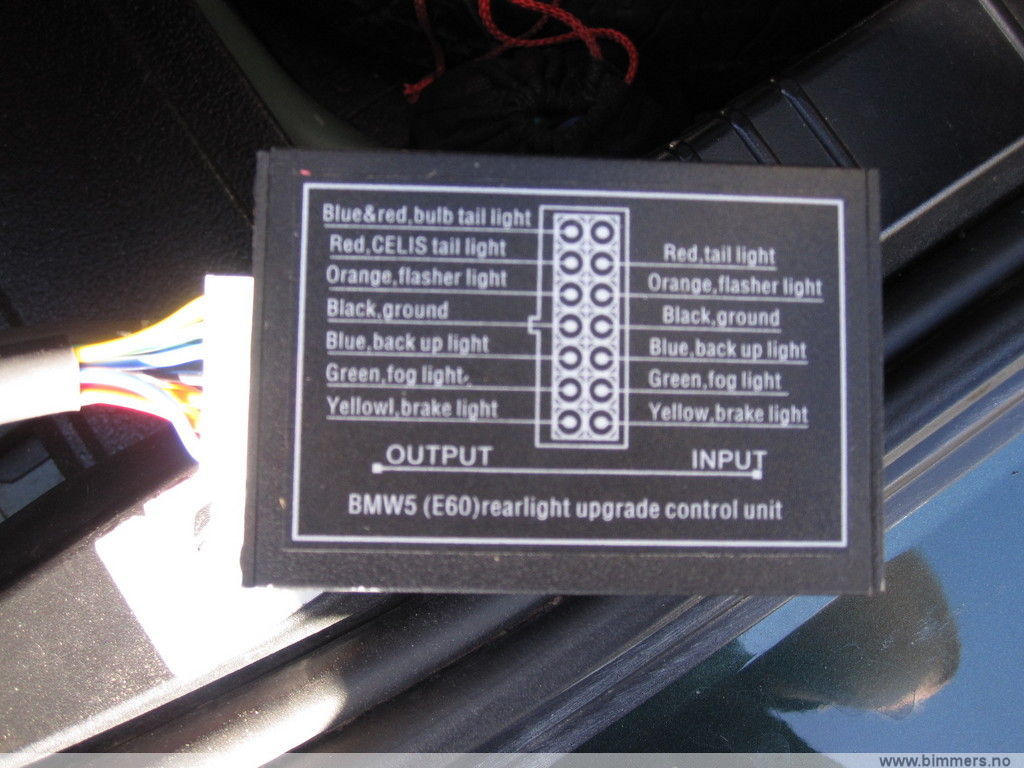 Blue&red,bulb tail light
Red,CELIS tail light
Red,tail light
Orange,flasher light
Orange,flasher light
Black,ground
Black,ground
Blue,back up light
Blue,back up light
Green,fog light
Green,fog light
Yellowl,brake light
Yellow,brake light
OUTPUT
INPUT
BMW5 (E60)rearlight upgrade control unit
www.bimmers.no